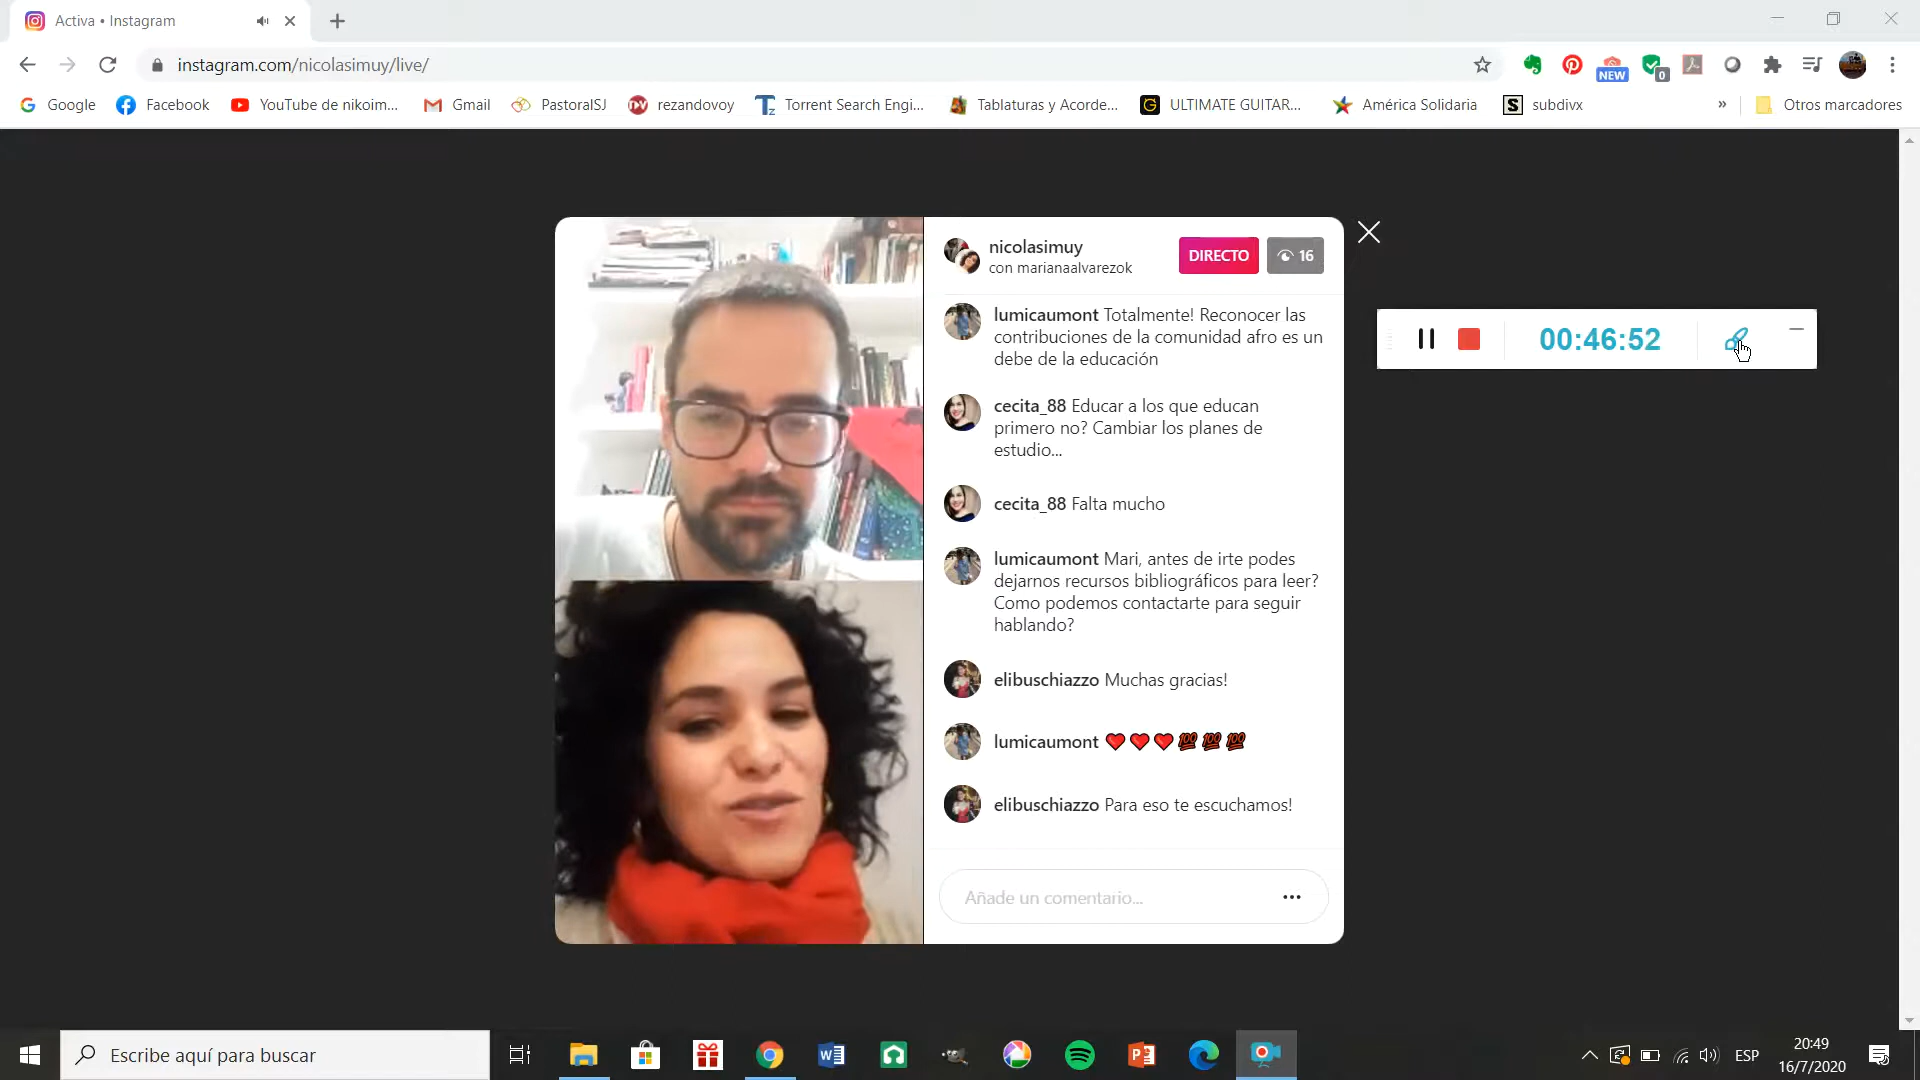 Activa • Instagram
instagram.com/nicolasimuy/live/
NEW
0
Google
Facebook
YouTube de nikoim...
Gmail
PastoralSJ
rezandovoy
Torrent Search Engi...
Tablaturas y Acorde...
ULTIMATE GUITAR...
América Solidaria
subdivx
»
Otros marcadores
nicolasimuy
con marianaalvarezok
DIRECTO
16
lumicaumont Totalmente! Reconocer las
contribuciones de la comunidad afro es un
debe de la educación
cecita_88 Educar a los que educan
primero no? Cambiar los planes de
estudio...
cecita_88 Falta mucho
lumicaumont Mari, antes de irte podes
dejarnos recursos bibliográficos para leer?
Como podemos contactarte para seguir
hablando?
elibuschiazzo Muchas gracias!
lumicaumont ❤️❤️❤️💯💯💯
elibuschiazzo Para eso te escuchamos!
Añade un comentario...
00:46:52
Escribe aquí para buscar
ESP
20:49
16/7/2020